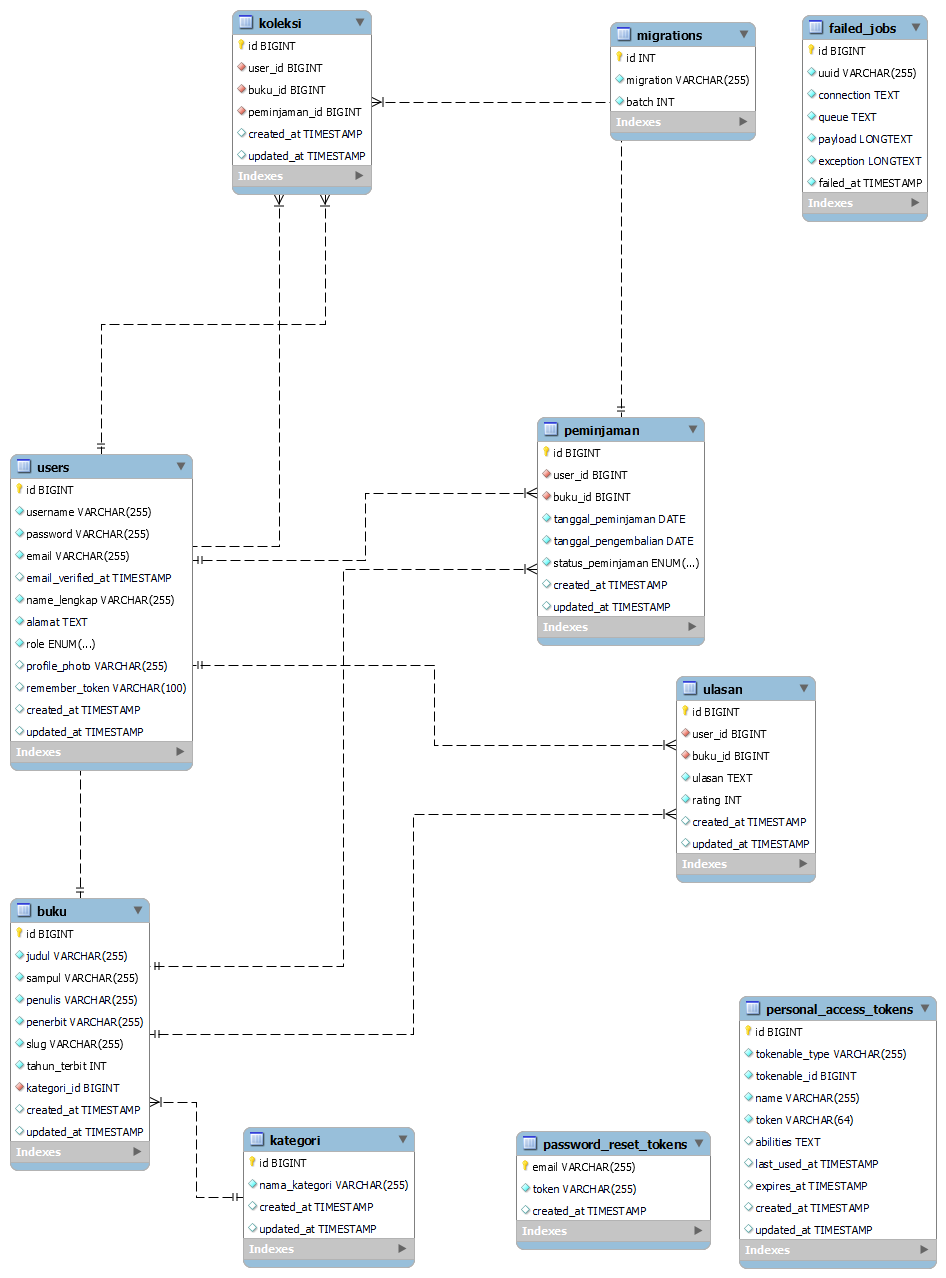 koleksi
id BIGINT
user_id BIGINT
buku_id BIGINT
peminjaman_id BIGINT
created_at TIMESTAMP
updated_at TIMESTAMP
Indexes
migrations
id INT
migration VARCHAR(255)
batch INT
Indexes
failed_jobs
id BIGINT
uuid VARCHAR(255)
connection TEXT
queue TEXT
payload LONGTEXT
exception LONGTEXT
failed_at TIMESTAMP
Indexes
users
id BIGINT
username VARCHAR(255)
password VARCHAR(255)
email VARCHAR(255)
email_verified_at TIMESTAMP
name_lengkap VARCHAR(255)
alamat TEXT
role ENUM(...)
profile_photo VARCHAR(255)
remember_token VARCHAR(100)
created_at TIMESTAMP
updated_at TIMESTAMP
Indexes
peminjaman
id BIGINT
user_id BIGINT
buku_id BIGINT
tanggal_peminjaman DATE
tanggal_pengembalian DATE
status_peminjaman ENUM(...)
created_at TIMESTAMP
updated_at TIMESTAMP
Indexes
ulasan
id BIGINT
user_id BIGINT
buku_id BIGINT
ulasan TEXT
rating INT
created_at TIMESTAMP
updated_at TIMESTAMP
Indexes
buku
id BIGINT
judul VARCHAR(255)
sampul VARCHAR(255)
penulis VARCHAR(255)
penerbit VARCHAR(255)
slug VARCHAR(255)
tahun_terbit INT
kategori_id BIGINT
created_at TIMESTAMP
updated_at TIMESTAMP
Indexes
kategori
id BIGINT
nama_kategori VARCHAR(255)
created_at TIMESTAMP
updated_at TIMESTAMP
Indexes
password_reset_tokens
email VARCHAR(255)
token VARCHAR(255)
created_at TIMESTAMP
Indexes
personal_access_tokens
id BIGINT
tokenable_type VARCHAR(255)
tokenable_id BIGINT
name VARCHAR(255)
token VARCHAR(64)
abilities TEXT
last_used_at TIMESTAMP
expires_at TIMESTAMP
created_at TIMESTAMP
updated_at TIMESTAMP
Indexes